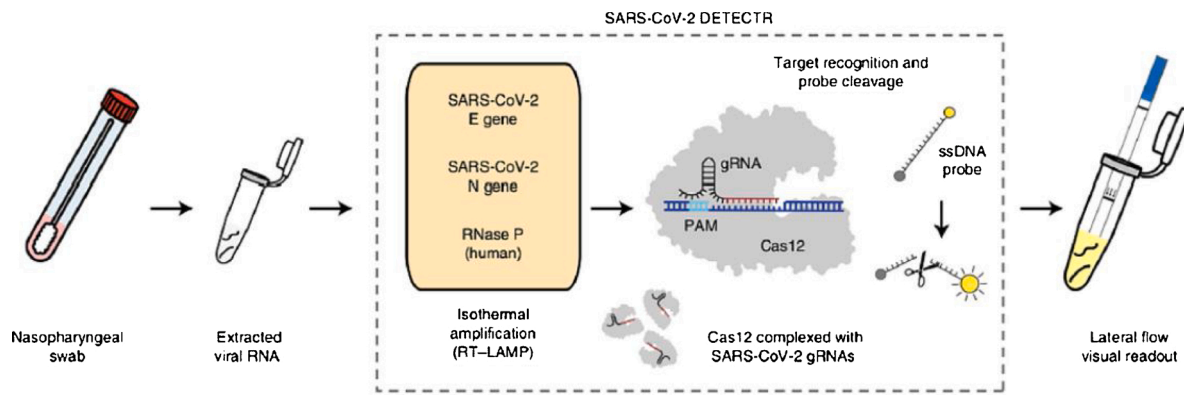 SARS-CoV-2 DETECTR
SARS-CoV-2
E gene
SARS-CoV-2
N gene
RNase P
(human)
Target recognition and
probe cleavage
gRNA
PAM
Cas12
ssDNA
probe
Nasopharyngeal
swab
Extracted
viral RNA
Isothermal
amplification
(RT–LAMP)
Cas12 complexed with
SARS-CoV-2 gRNAs
Lateral flow
visual readout